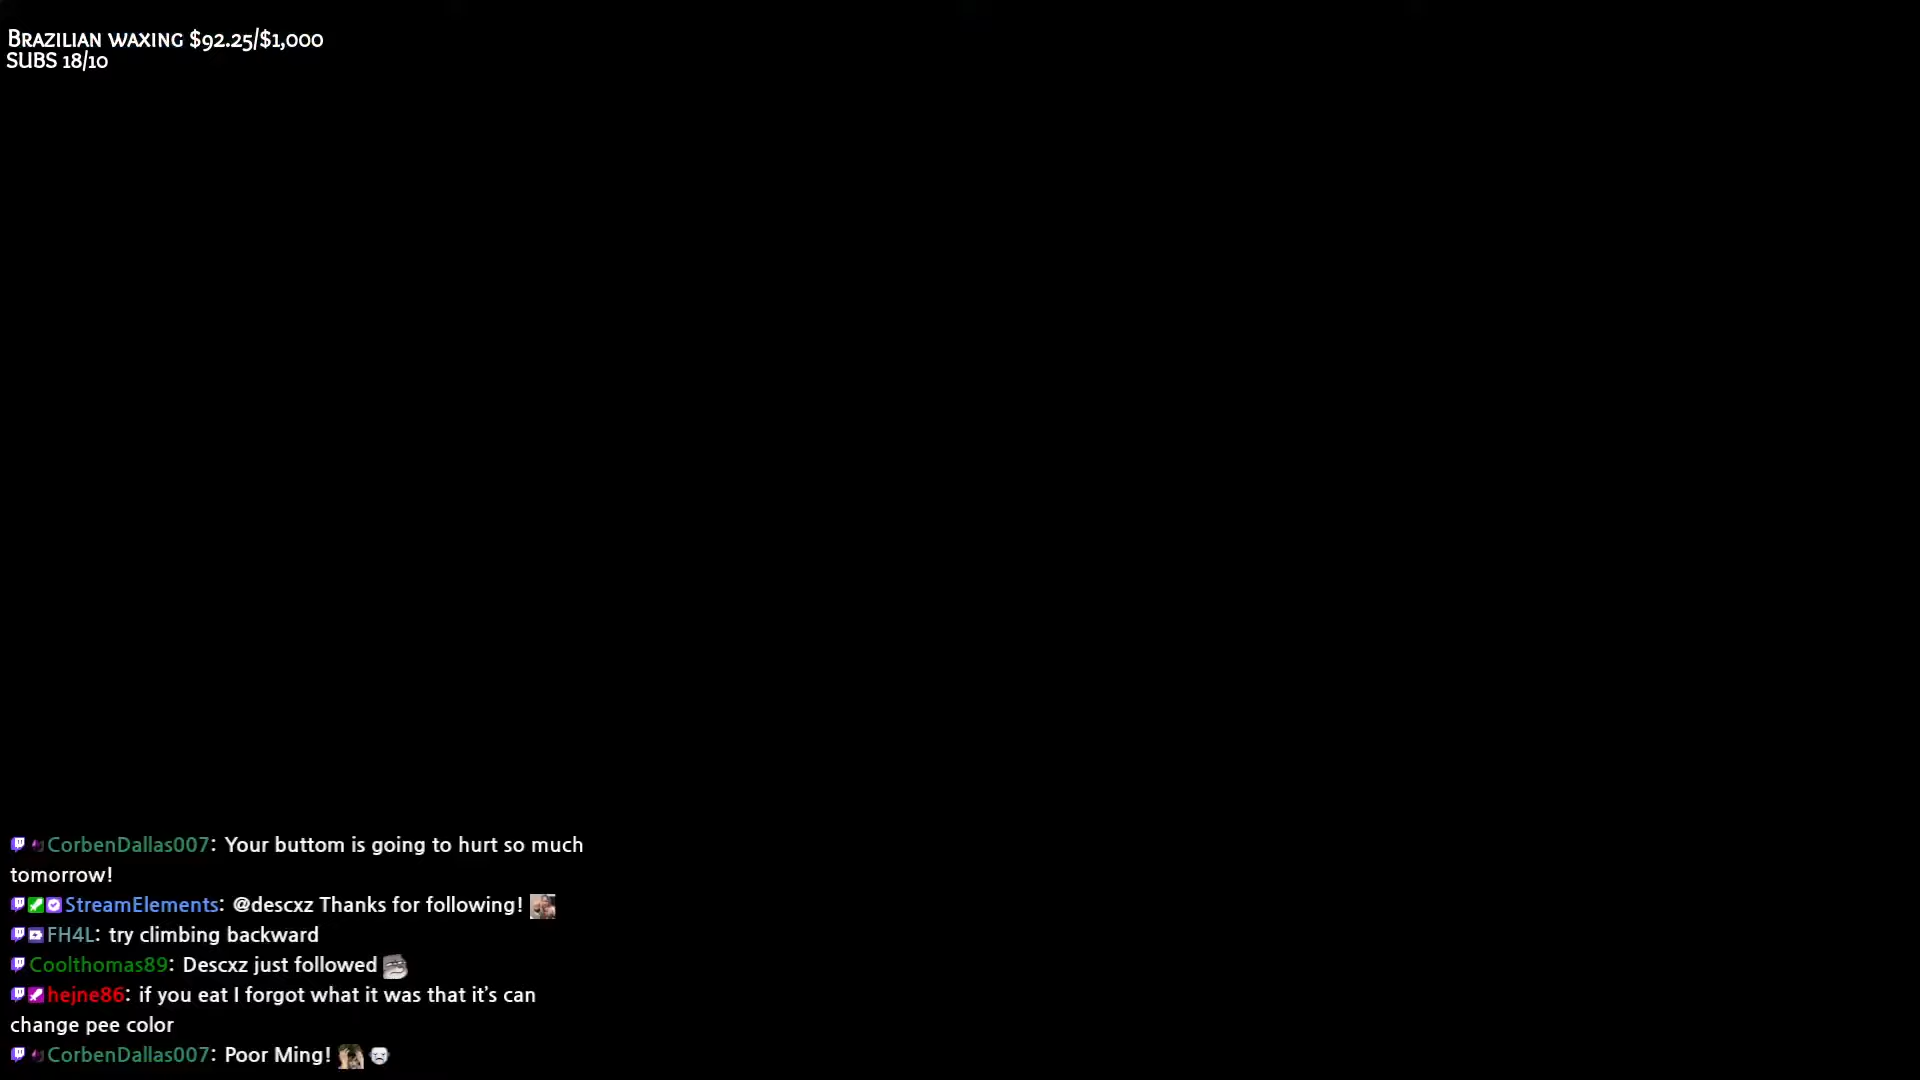 BRAZILIAN WAXING $92.25/$1,000
SUBS 18/10
CorbenDallas007: Your buttom is going to hurt so much
tomorrow!
StreamElements: @descxz Thanks for following!
FH4L: try climbing backward
Coolthomas89: Descxz just followed
hejne86: if you eat I forgot what it was that it’s can
change pee color
CorbenDallas007: Poor Ming!